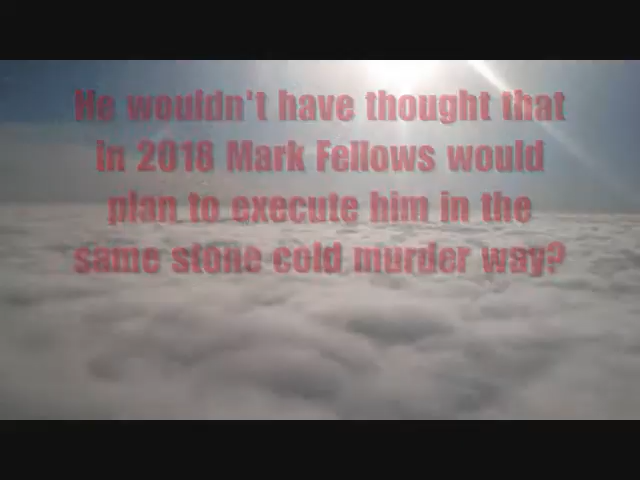 He wouldn't have thought that
in 2018 Mark Fellows would
plan to execute him in the
same stone cold murder way?